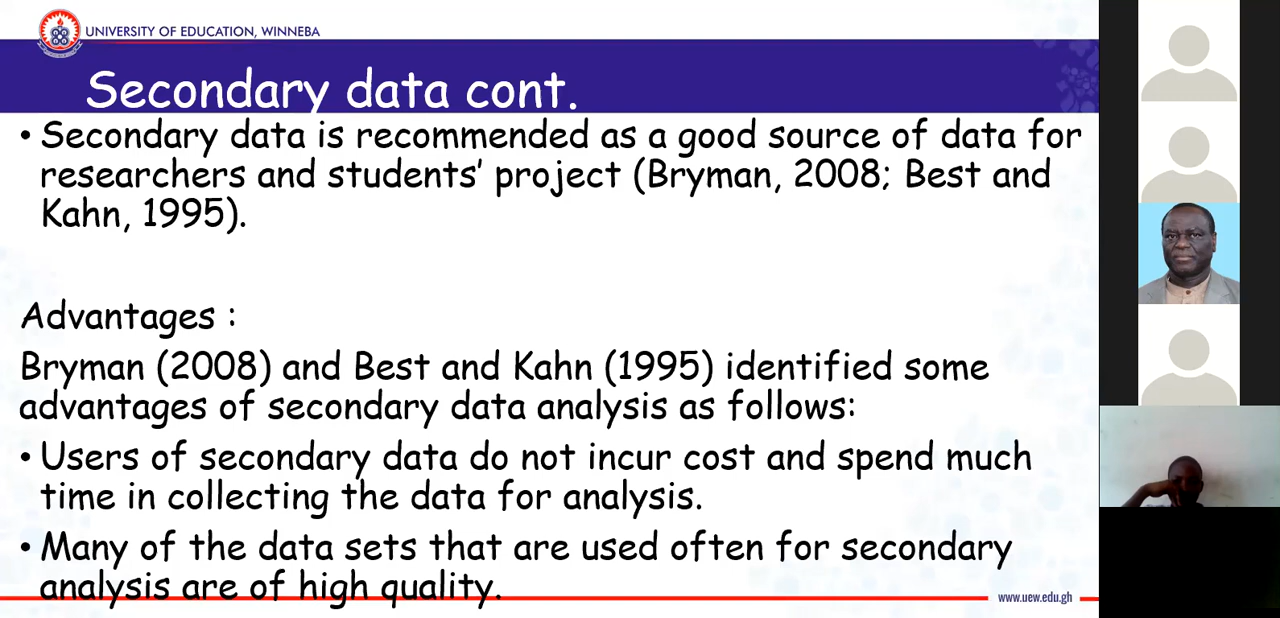 UNIVERSITY OF EDUCATION, WINNEBA
Secondary data cont.
• Secondary data is recommended as a good source of data for
researchers and students’ project (Bryman, 2008; Best and
Kahn, 1995).
Advantages :
Bryman (2008) and Best and Kahn (1995) identified some
advantages of secondary data analysis as follows:
• Users of secondary data do not incur cost and spend much
time in collecting the data for analysis.
• Many of the data sets that are used often for secondary
analysis are of high quality.
www.uew.edu.gh